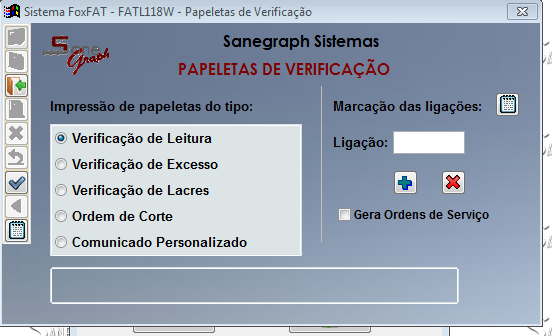 Sistema FoxFAT - FATL118W - Papeletas de Verificação
Sane
Graph
Sanegraph Sistemas
PAPELETAS DE VERIFICAÇÃO
Impressão de papeletas do tipo:
Verificação de Leitura
Verificação de Excesso
Verificação de Lacres
Ordem de Corte
Comunicado Personalizado
Marcação das ligações:
Ligação:
Gera Ordens de Serviço